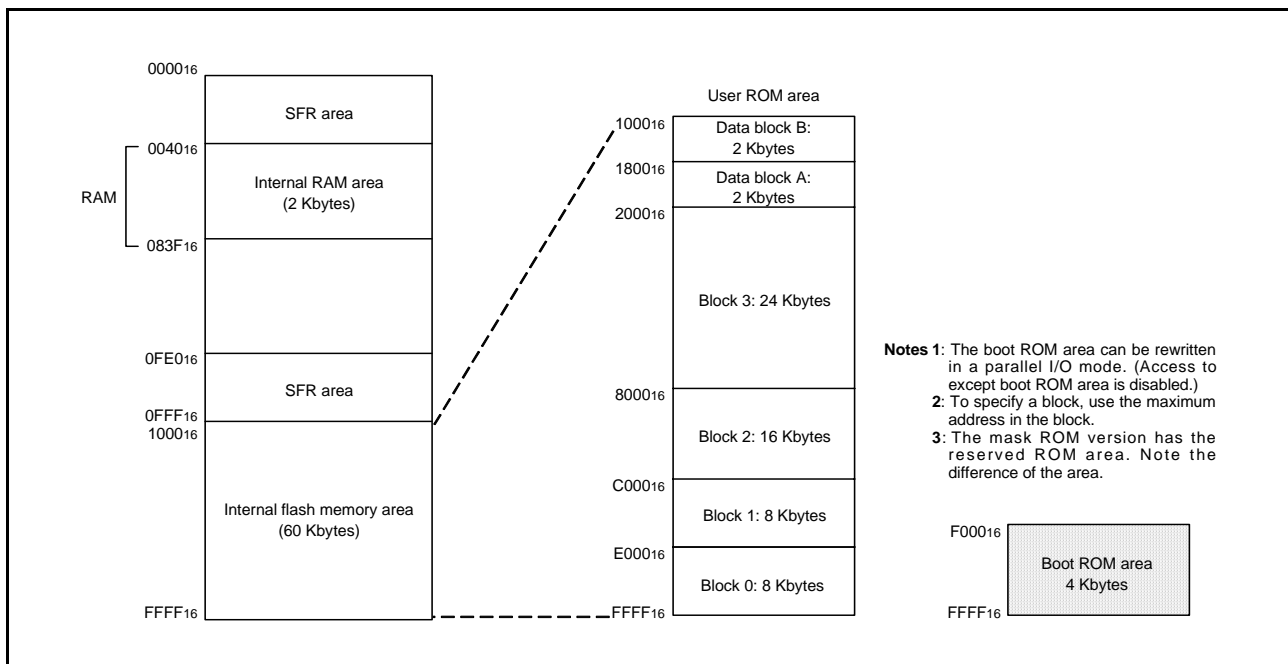 000016
SFR area
004016
RAM
Internal RAM area
(2 Kbytes)
083F16
0FE016
SFR area
0FFF16
100016
Internal flash memory area
(60 Kbytes)
FFFF16
User ROM area
100016
Data block B:
2 Kbytes
180016
Data block A:
2 Kbytes
200016
Block 3: 24 Kbytes
800016
Block 2: 16 Kbytes
C00016
Block 1: 8 Kbytes
E00016
Block 0: 8 Kbytes
FFFF16
Notes 1: The boot ROM area can be rewritten
in a parallel I/O mode. (Access to
except boot ROM area is disabled.)
2: To specify a block, use the maximum
address in the block.
3: The mask ROM version has the
reserved ROM area. Note the
difference of the area.
F00016
Boot ROM area
4 Kbytes
FFFF16